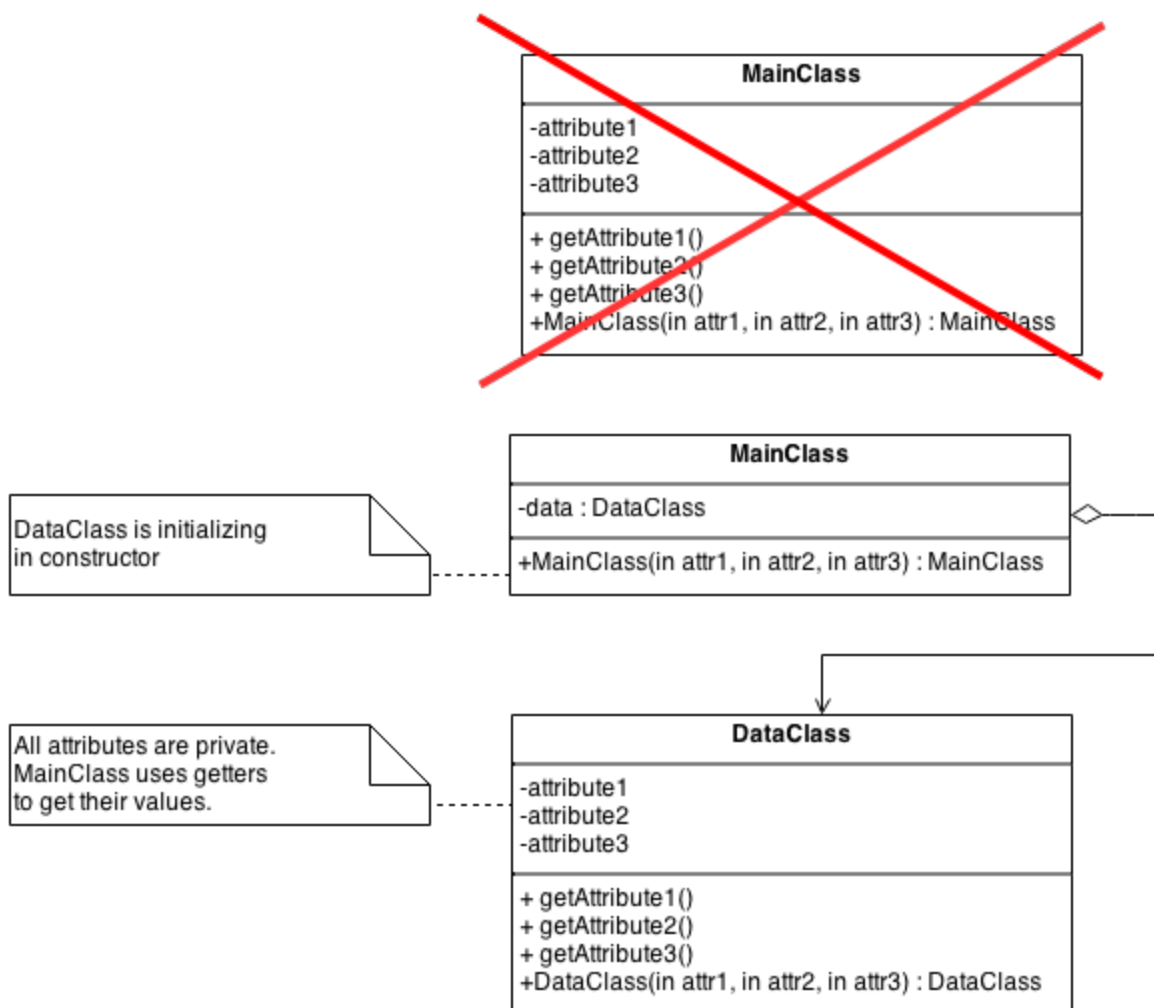 MainClass
-attribute1
-attribute2
-attribute3
+ getAttribute1()
+ getAttribute2()
+ getAttribute3()
+MainClass(in attr1, in attr2, in attr3) : MainClass
MainClass
-data : DataClass
+MainClass(in attr1, in attr2, in attr3) : MainClass
DataClass is initializing
in constructor
DataClass
-attribute1
-attribute2
-attribute3
+ getAttribute1()
+ getAttribute2()
+ getAttribute3()
+DataClass(in attr1, in attr2, in attr3) : DataClass
All attributes are private.
MainClass uses getters
to get their values.